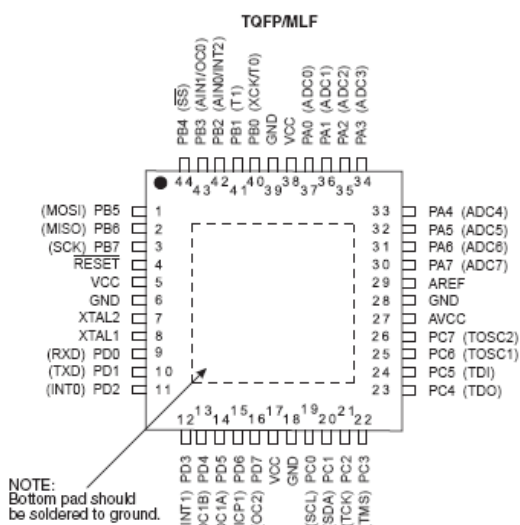 TQFP/MLF
PB4 (SS)
PB3 (AIN1/OC0)
PB2 (AIN0/INT2)
PB1 (T1)
PB0 (XCK/T0)
GND
VCC
PA0 (ADC0)
PA1 (ADC1)
PA2 (ADC2)
PA3 (ADC3)
44 43 42 41 40 39 38 37 36 35 34
(MOSI) PB5 1
(MISO) PB6 2
(SCK) PB7 3
RESET 4
VCC 5
GND 6
XTAL2 7
XTAL1 8
(RXD) PD0 9
(TXD) PD1 10
(INT0) PD2 11
33 PA4 (ADC4)
32 PA5 (ADC5)
31 PA6 (ADC6)
30 PA7 (ADC7)
29 AREF
28 GND
27 AVCC
26 PC7 (TOSC2)
25 PC6 (TOSC1)
24 PC5 (TDI)
23 PC4 (TDO)
12 13 14 15 16 17 18 19 20 21 22
INT1) PD3
OC1B) PD4
OC1A) PD5
ICP1) PD6
OC2) PD7
VCC
GND
(SCL) PC0
SDA) PC1
TCK) PC2
TMS) PC3
NOTE:
Bottom pad should
be soldered to ground.